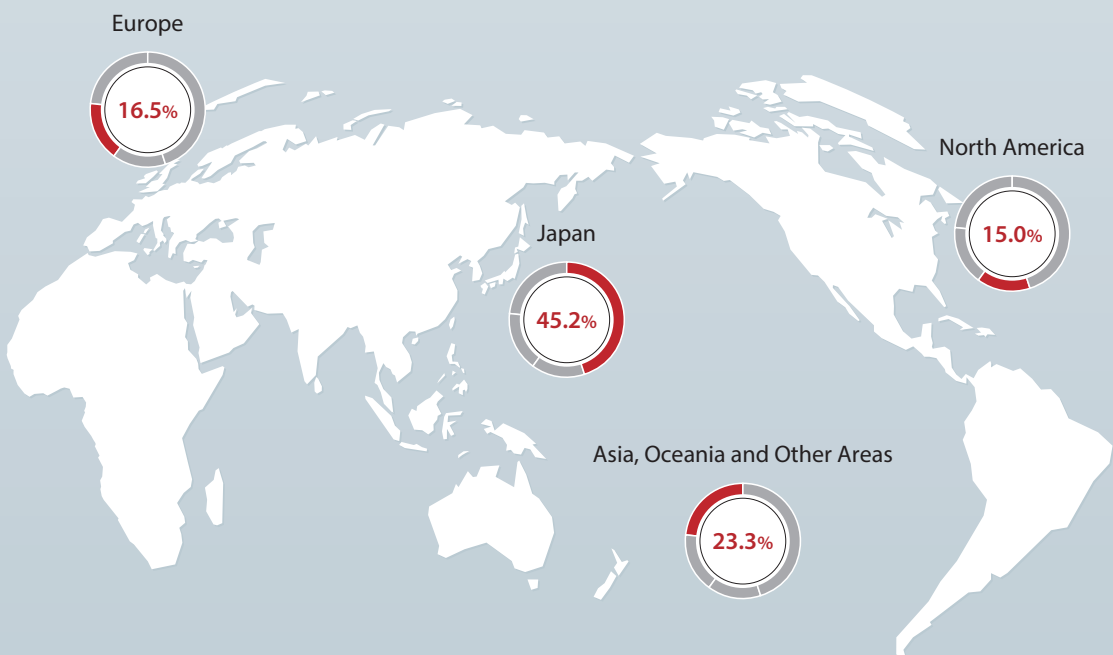 Europe
16.5%
North America
15.0%
Japan
45.2%
Asia, Oceania and Other Areas
23.3%